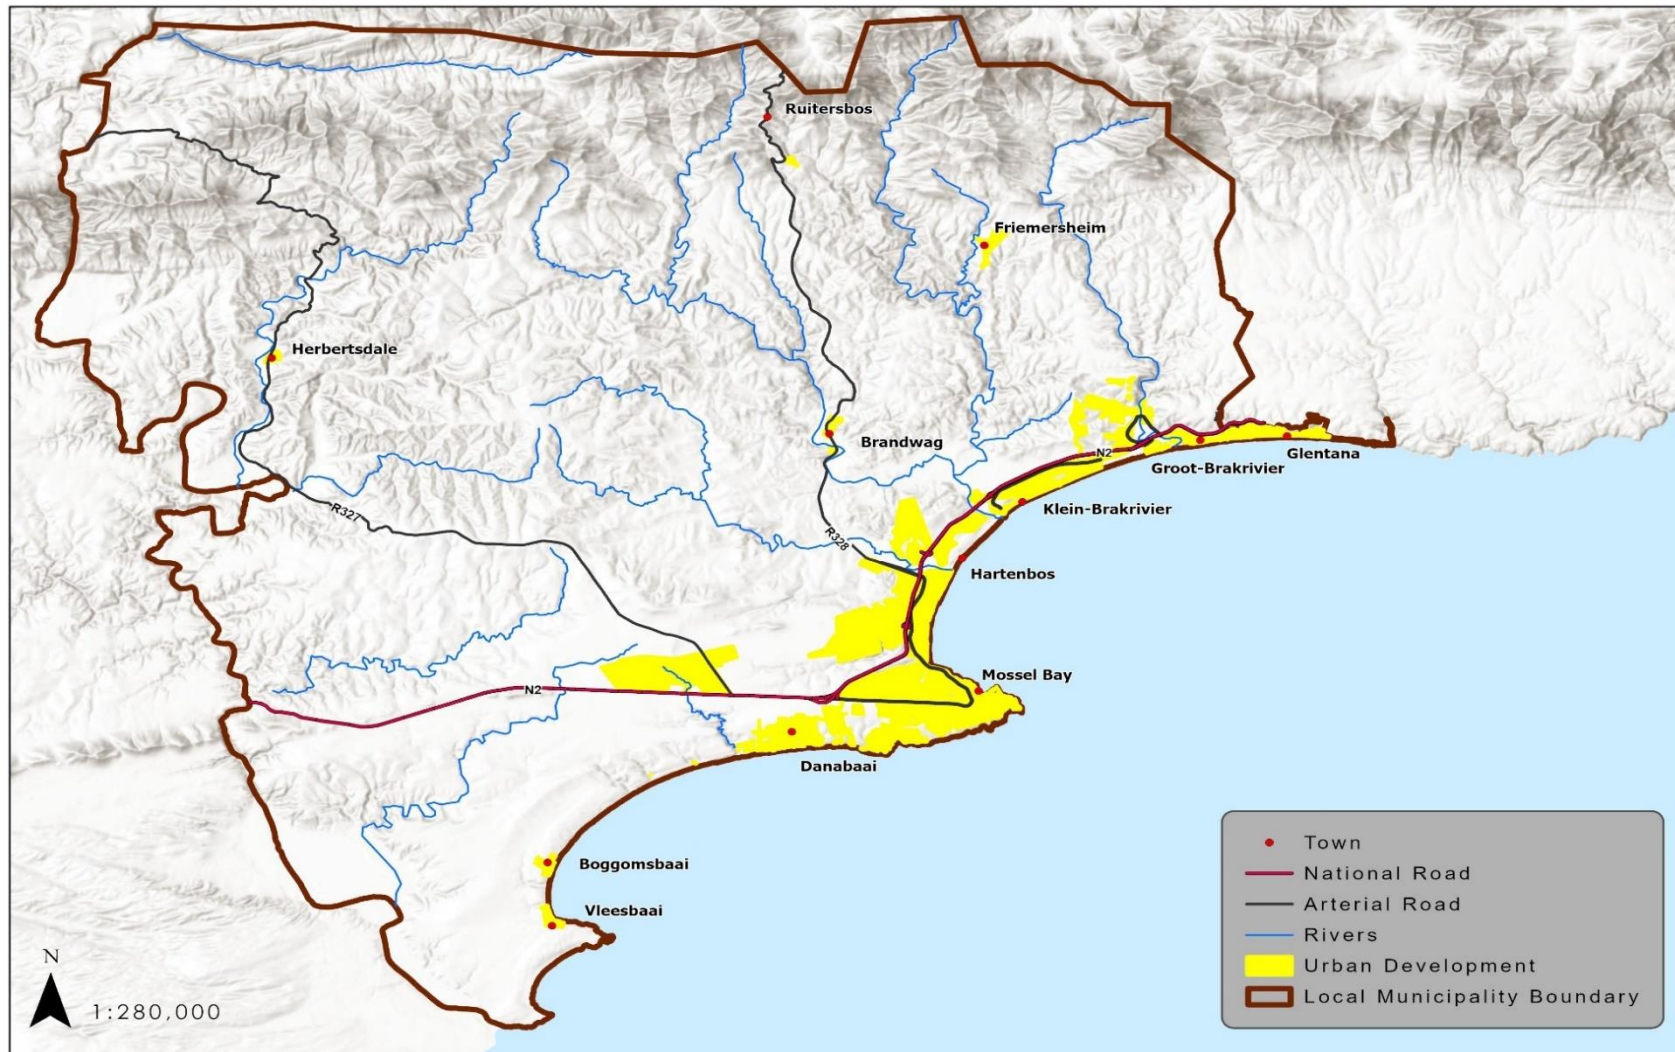 Ruitersbos
Friemersheim
Herbertsdale
Brandwag
N2
Groot-Brakrivier
Glentana
Klein-Brakrivier
R327
R328
Hartenbos
Mossel Bay
N2
Danabaai
Boggomsbaai
Vleesbaai
N
1:280,000
Town
National Road
Arterial Road
Rivers
Urban Development
Local Municipality Boundary